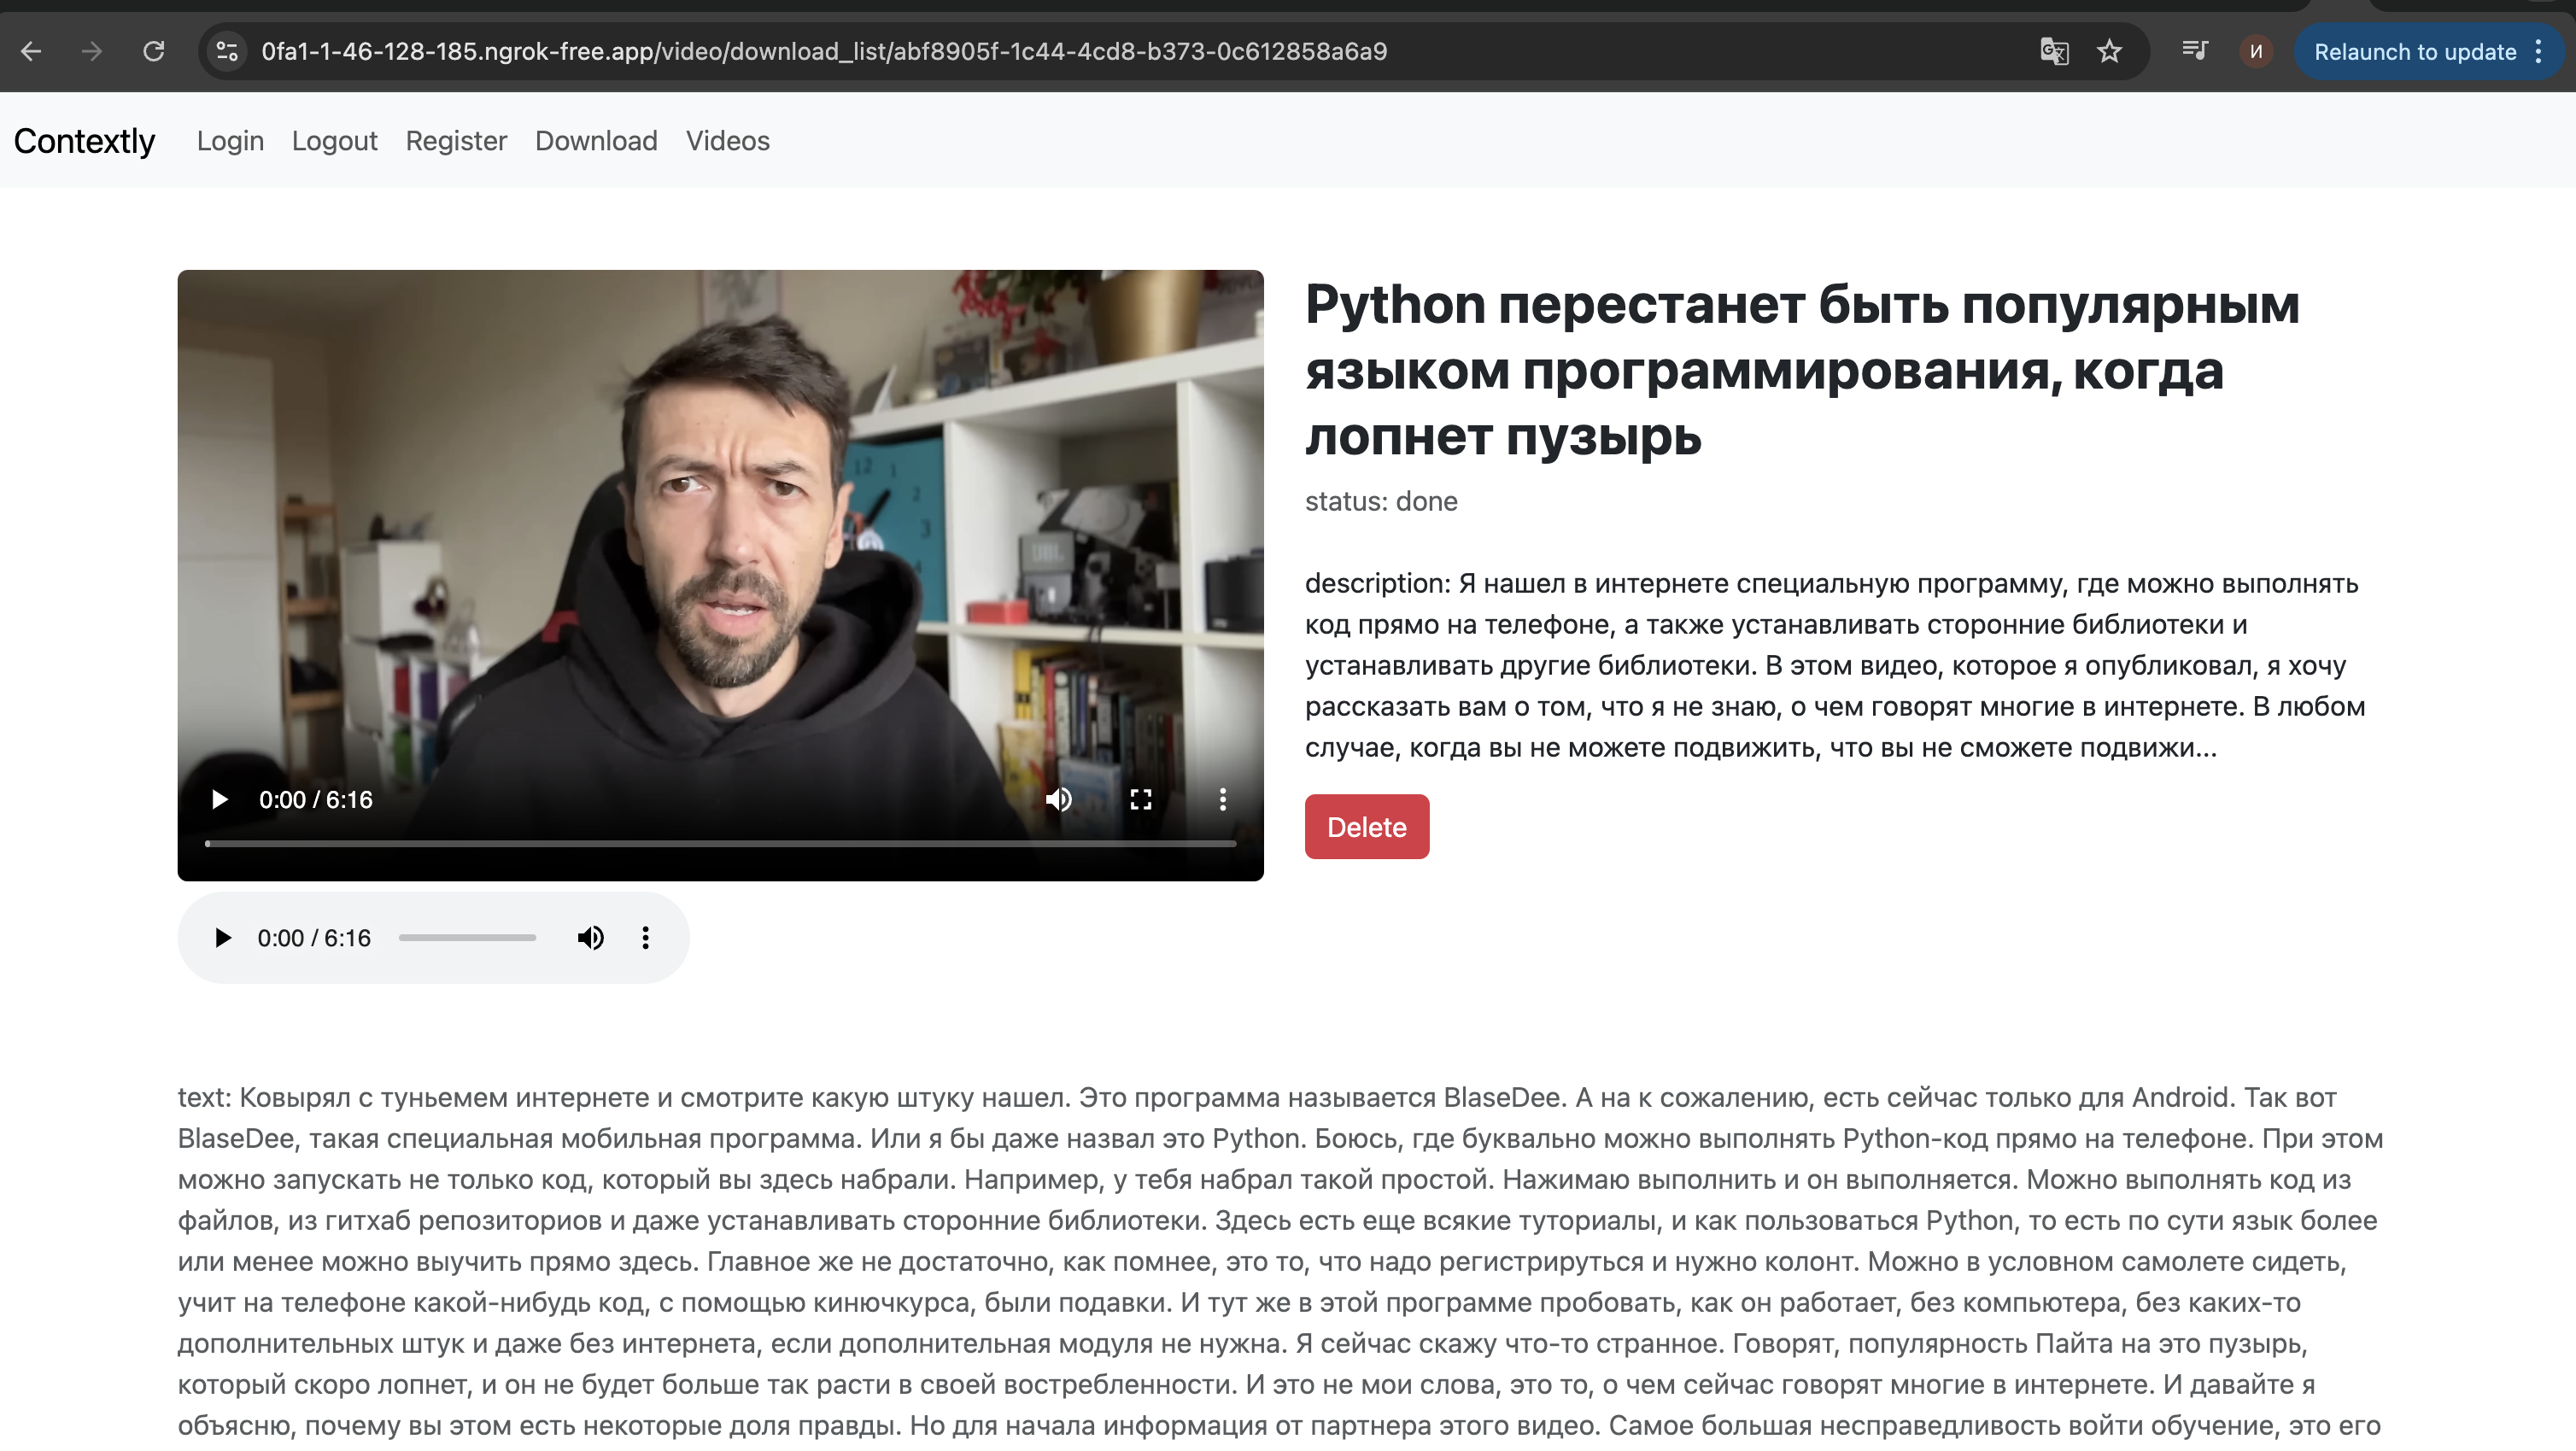 0fa1-1-46-128-185.ngrok-free.app/video/download_list/abf8905f-1c44-4cd8-b373-0c612858a6a9
И
Relaunch to update
Contextly Login Logout Register Download Videos
Python перестанет быть популярным
языком программирования, когда
лопнет пузырь
status: done
description: Я нашел в интернете специальную программу, где можно выполнять
код прямо на телефоне, а также устанавливать сторонние библиотеки и
устанавливать другие библиотеки. В этом видео, которое я опубликовал, я хочу
рассказать вам о том, что я не знаю, о чем говорят многие в интернете. В любом
случае, когда вы не можете подвижить, что вы не сможете подвижи...
Delete
JBL
12
1
2
3
4
0:00 / 6:16
0:00 / 6:16
text: Ковырял с туньемем интернете и смотрите какую штуку нашел. Это программа называется BlaseDee. А на к сожалению, есть сейчас только для Android. Так вот
BlaseDee, такая специальная мобильная программа. Или я бы даже назвал это Python. Боюсь, где буквально можно выполнять Python-код прямо на телефоне. При этом
можно запускать не только код, который вы здесь набрали. Например, у тебя набрал такой простой. Нажимаю выполнить и он выполняется. Можно выполнять код из
файлов, из гитхаб репозиториов и даже устанавливать сторонние библиотеки. Здесь есть еще всякие туториалы, и как пользоваться Python, то есть по сути язык более
или менее можно выучить прямо здесь. Главное же не достаточно, как помнее, это то, что надо регистрируться и нужно колонт. Можно в условном самолете сидеть,
учит на телефоне какой-нибудь код, с помощью кинючкурса, были подавки. И тут же в этой программе пробовать, как он работает, без компьютера, без каких-то
дополнительных штук и даже без интернета, если дополнительная модуля не нужна. Я сейчас скажу что-то странное. Говорят, популярность Пайта на это пузырь,
который скоро лопнет, и он не будет больше так расти в своей востребленности. И это не мои слова, это то, о чем сейчас говорят многие в интернете. И давайте я
объясню, почему вы этом есть некоторые доля правды. Но для начала информация от партнера этого видео. Самое большая несправедливость войти обучение, это его